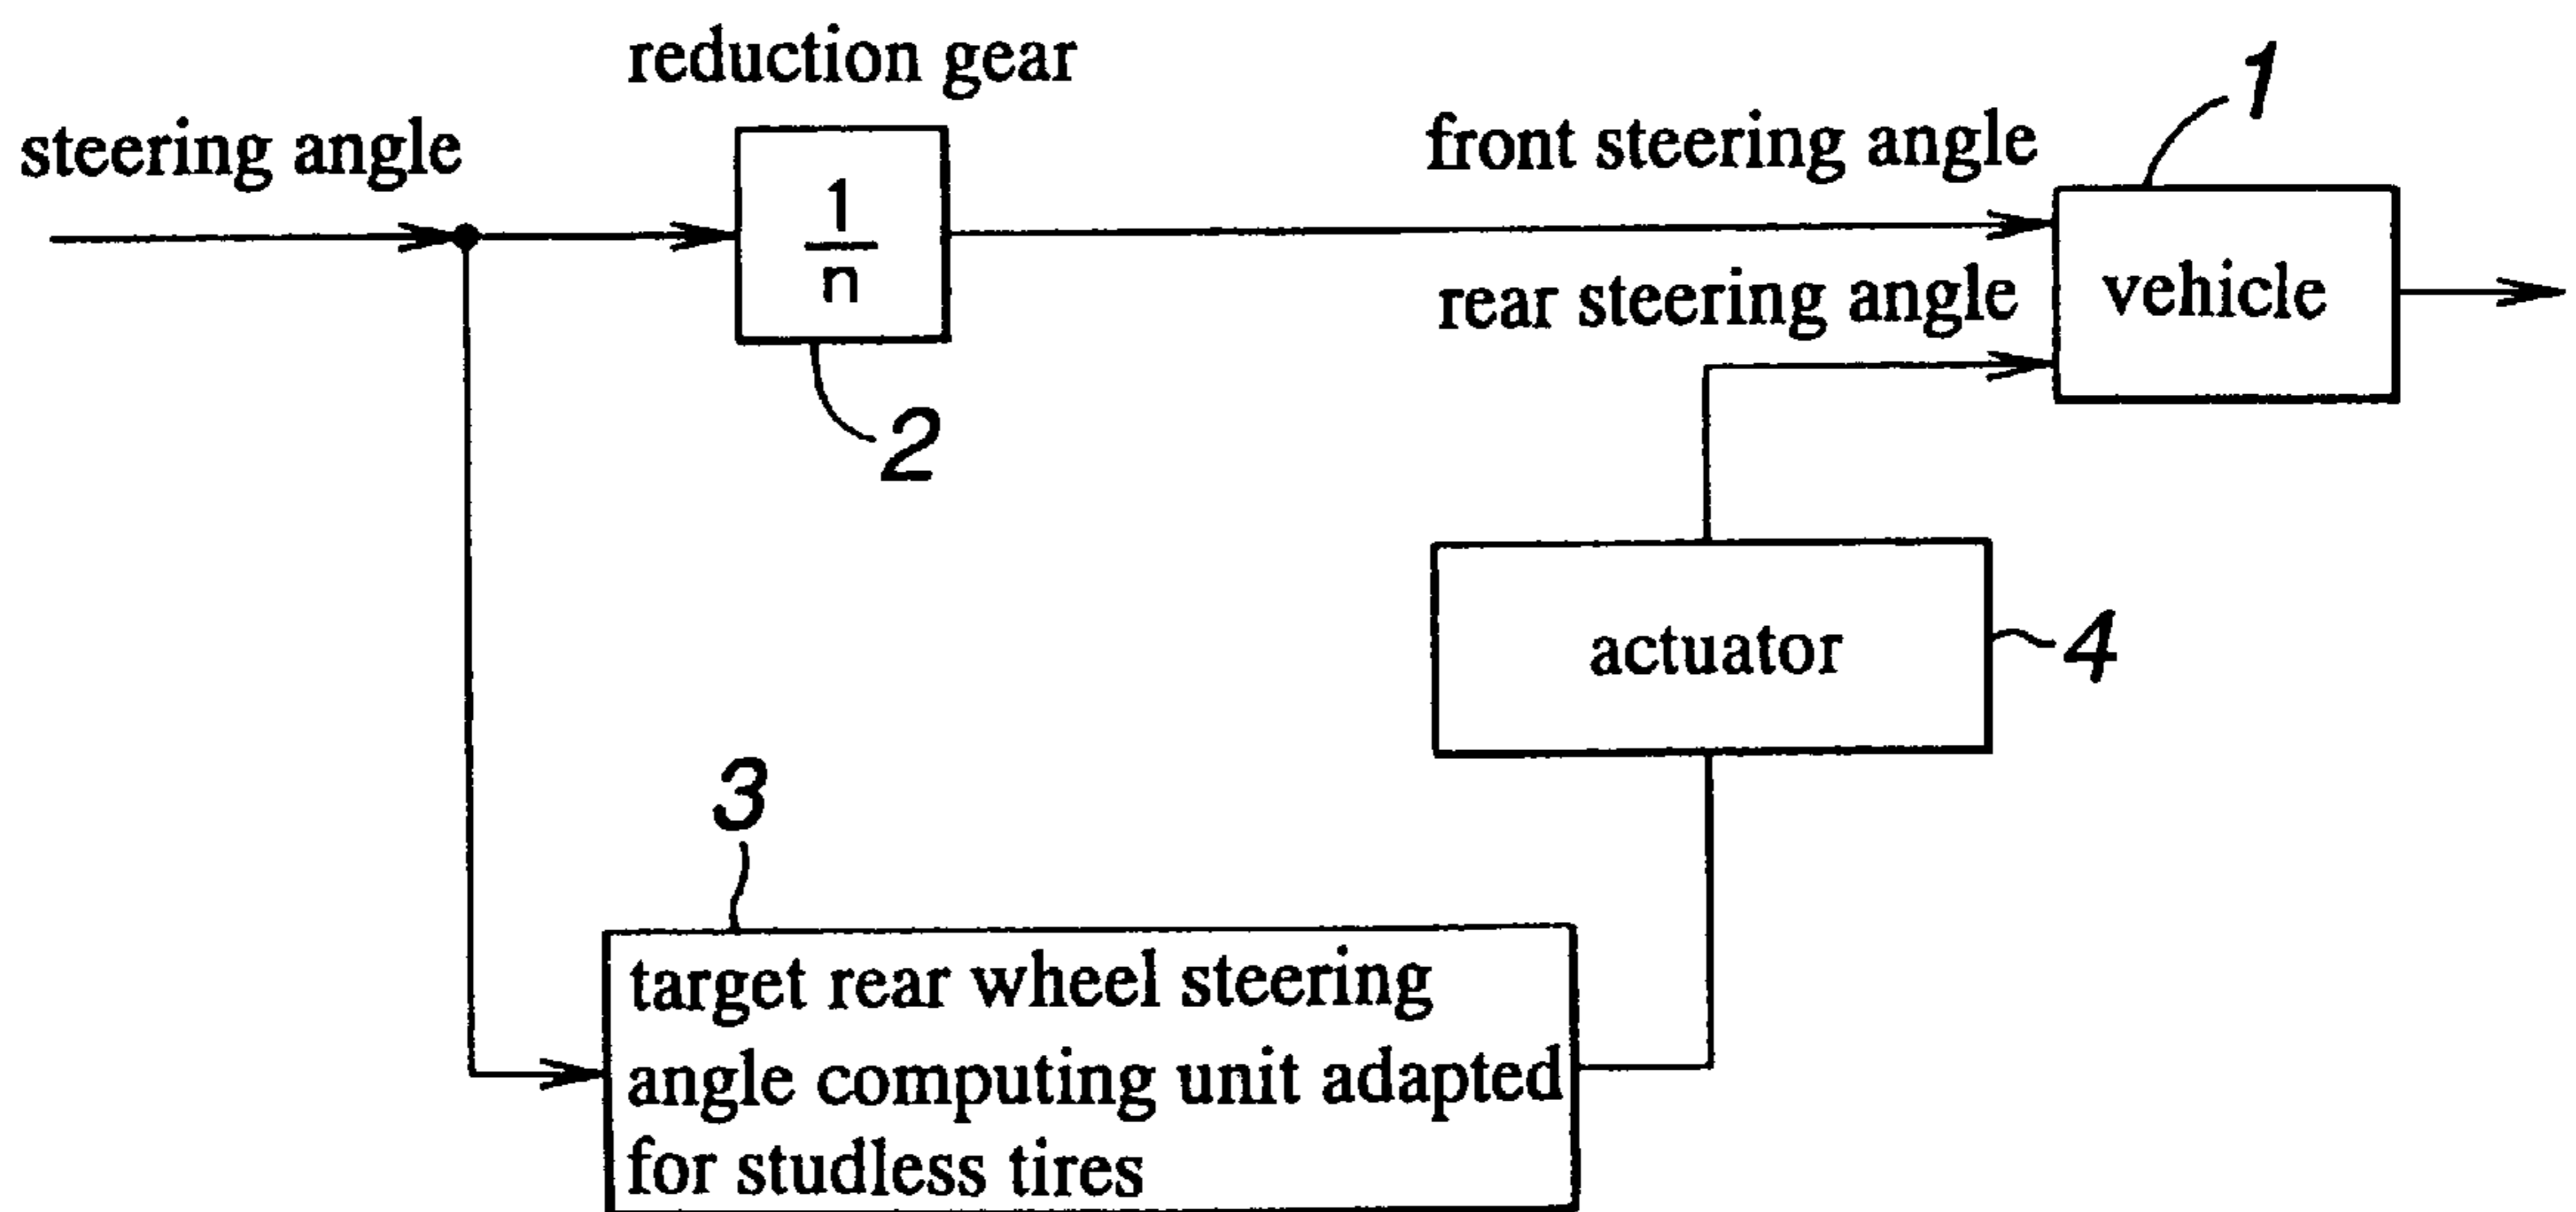 reduction gear
steering angle
1
n
2
front steering angle
1
rear steering angle
vehicle
actuator
4
3
target rear wheel steering
angle computing unit adapted
for studless tires